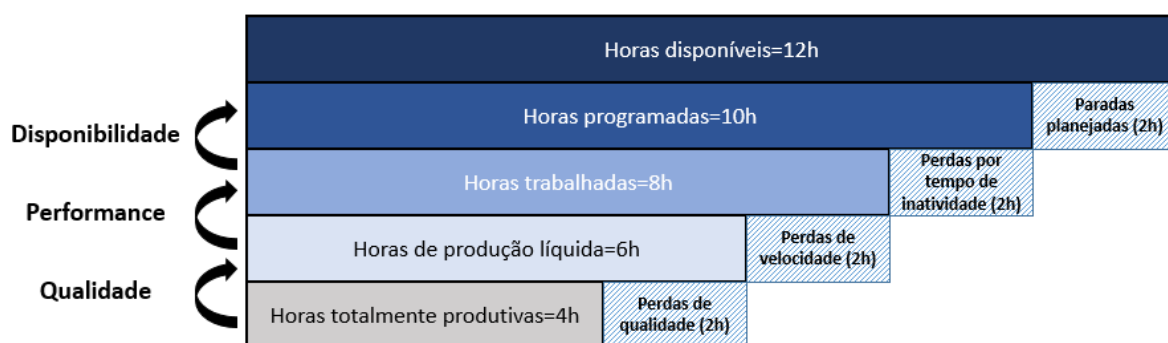 Horas disponíveis=12h
Disponibilidade
Horas programadas=10h
Paradas
planejadas (2h)
Performance
Horas trabalhadas=8h
Perdas por
tempo de
inatividade (2h)
Horas de produção líquida=6h
Perdas de
velocidade (2h)
Qualidade
Horas totalmente produtivas=4h
Perdas de
qualidade (2h)